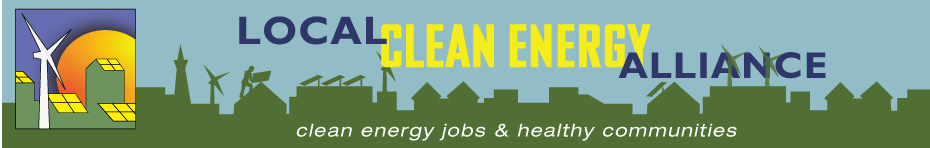 LOCAL CLEAN ENERGY ALLIANCE
clean energy jobs & healthy communities